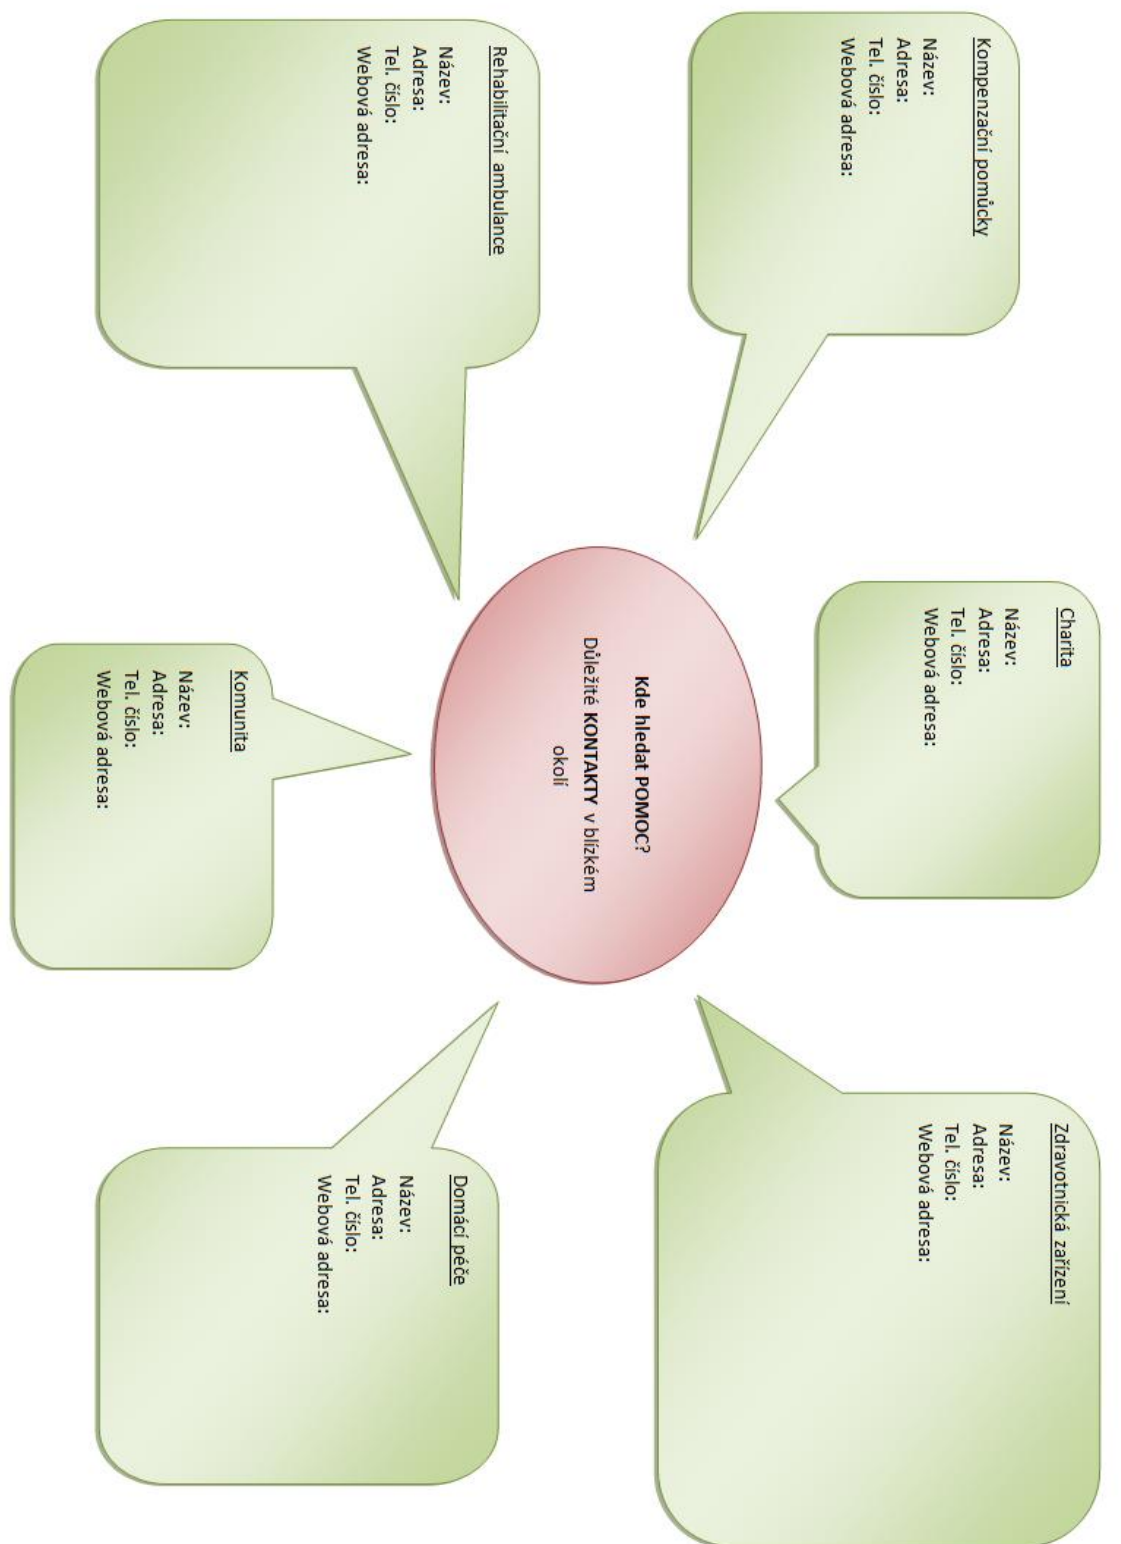 Kompenzační pomůcky
Název:
Adresa:
Tel. číslo:
Webová adresa:
Charita
Název:
Adresa:
Tel. číslo:
Webová adresa:
Zdravotnická zařízení
Název:
Adresa:
Tel. číslo:
Webová adresa:
Kde hledat POMOC?
Důležité KONTAKTY v blízkém
okolí
Rehabilitační ambulance
Název:
Adresa:
Tel. číslo:
Webová adresa:
Komunita
Název:
Adresa:
Tel. číslo:
Webová adresa:
Domácí péče
Název:
Adresa:
Tel. číslo:
Webová adresa: